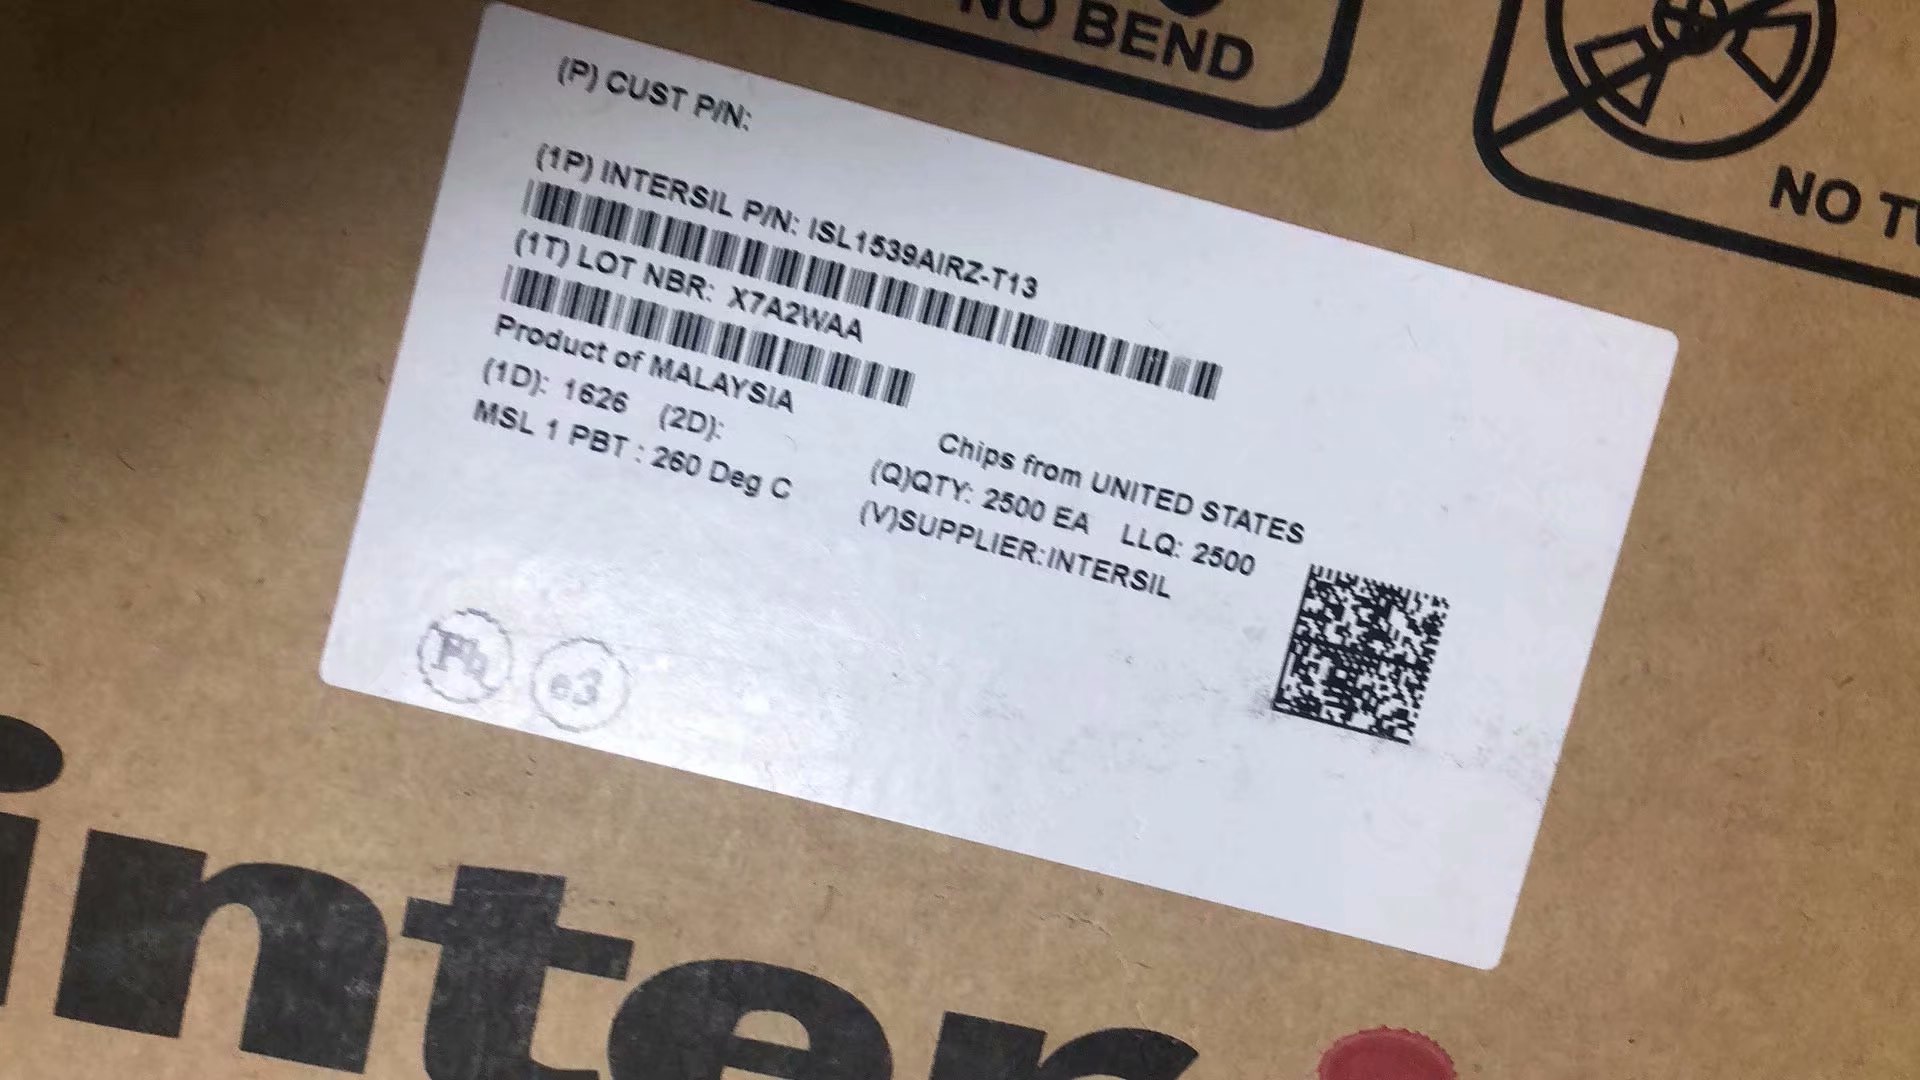 NO BEND
NO T
(P) CUST P/N:
(1P) INTERSIL P/N: ISL1539AIRZ-T13
(1T) LOT NBR: X7A2WAA
Product of MALAYSIA
(1D): 1626 (2D):
MSL 1 PBT : 260 Deg C
Chips from UNITED STATES
(Q)QTY: 2500 EA LLQ: 2500
(V)SUPPLIER:INTERSIL
Pb
e3
inter